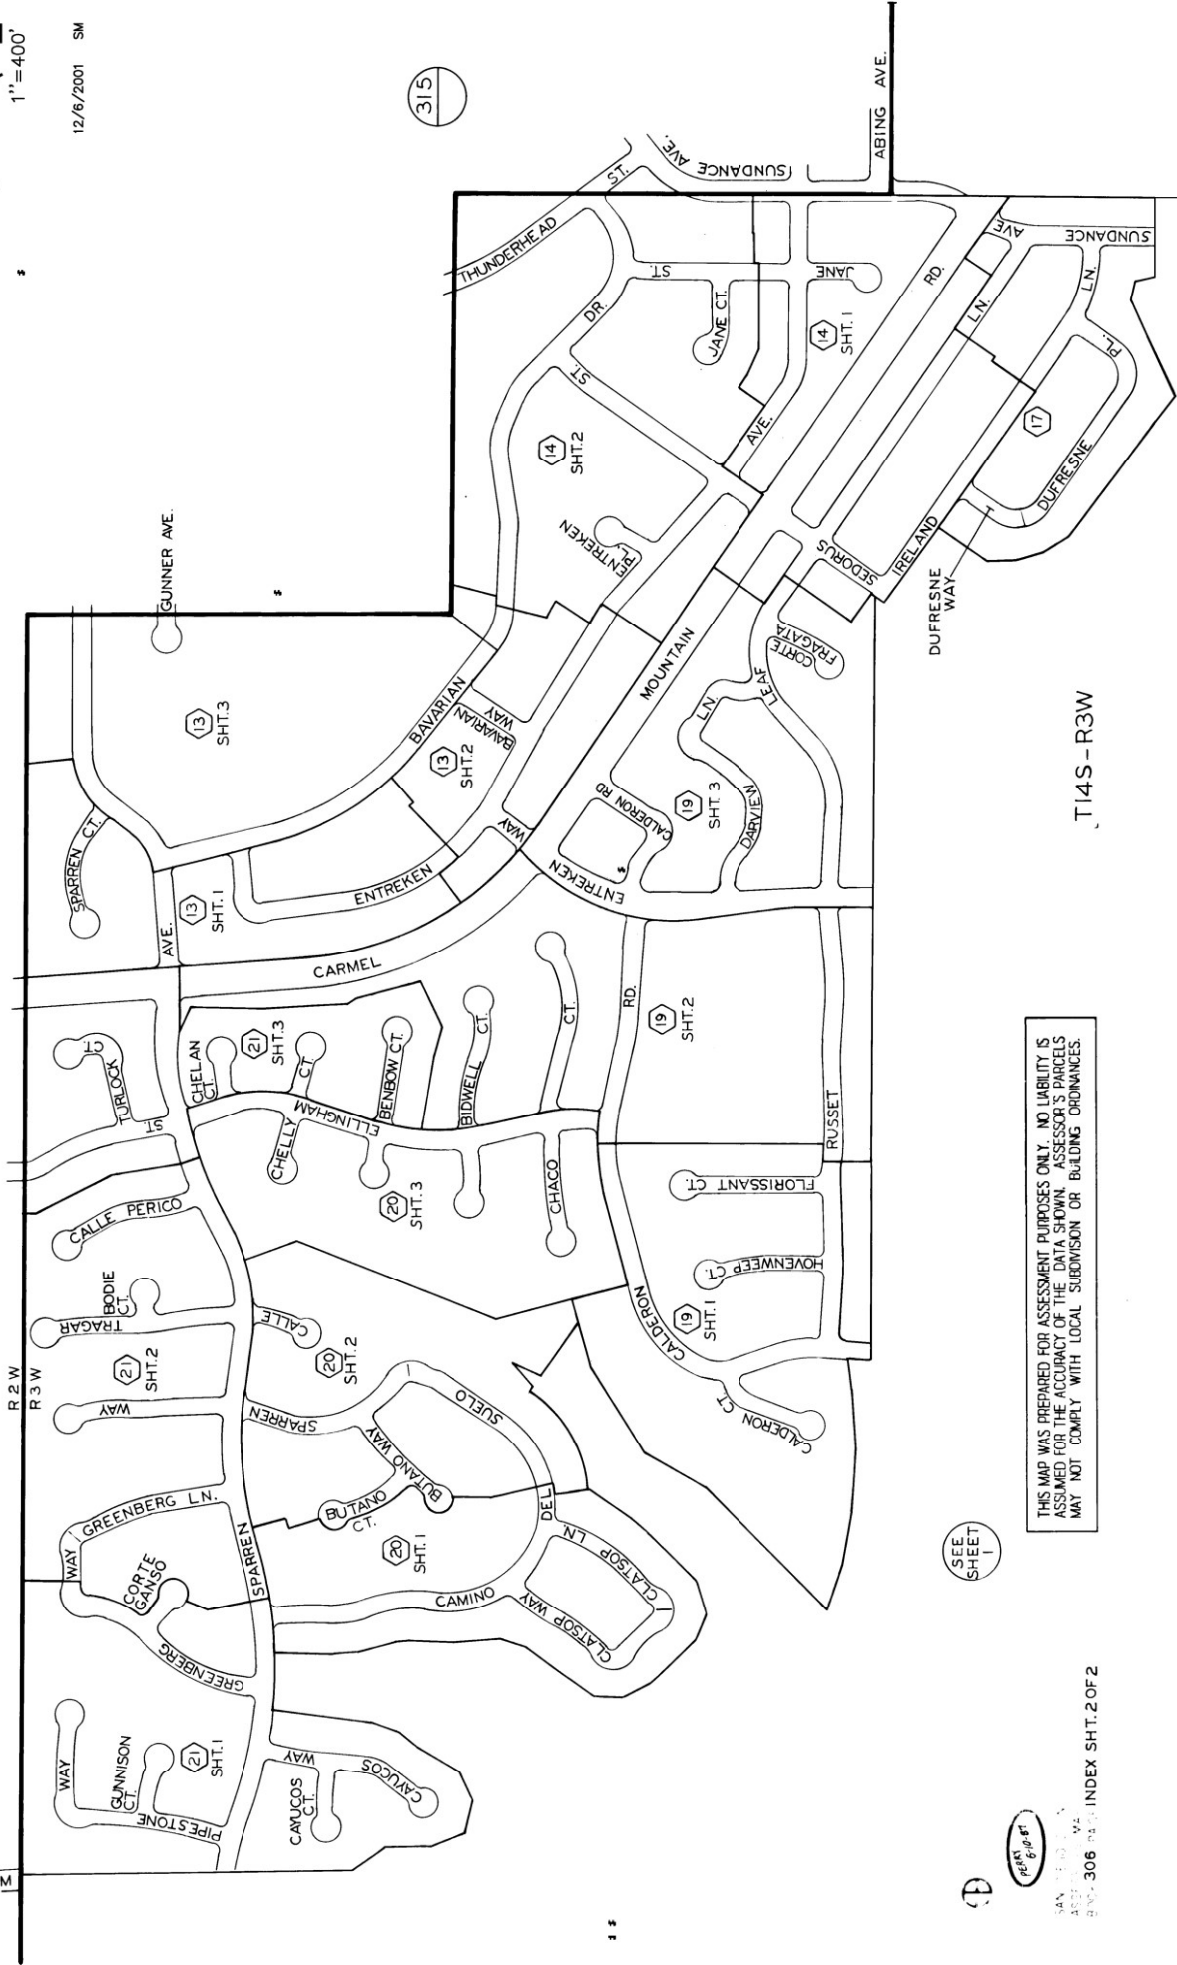 1"=400'
12/6/2001 SM
315
ABING AVE.
SUNDANCE AVE.
THUNDERHEAD ST.
GUNNER AVE.
SUNDANCE AVE
JANE
ST.
JANE CT.
DR.
ST.
14
SHT.1
14
SHT.2
AVE.
RD.
LN.
LN.
PL.
17
DUFRESNE
DUFRESNE
WAY
IRELAND
SEDORUS
ENTREKEN
PL.
MOUNTAIN
CORTE
FRAGATA
LEAF
LN.
DARVIEW
CALDERON RD
19
SHT. 3
BAVARIAN
BAVARIAN
WAY
13
SHT.2
13
SHT.3
13
SHT.1
SPARREN CT.
AVE.
ENTREKEN
WAY
ENTREKEN
CARMEL
RD.
19
SHT.2
RUSSET
TURLOCK
CT.
ST.
CHELAN
CT.
21
SHT.3
CHELLY
CT.
ELLINGHAM
BENBOW CT.
BIDWELL CT.
CHACO
CT.
20
SHT.3
FLORISSANT CT.
HOVENWEEP CT.
19
SHT.1
CALDERON
CALDERON CT.
CALLE PERICO
BODIE
CT.
TRAGAR
CALLE
21
SHT.2
WAY
20
SHT.2
SPARREN
SUELO
BUTANO WAY
BUTANO
CT.
20
SHT.1
DEL
CAMINO
CLATSOP LN.
CLATSOP WAY
R2W
R3W
GREENBERG LN.
WAY
CORTE
GANSO
SPARREN
GREENBERG
WAY
GUNNISON
CT.
21
SHT.1
PIPESTONE
CAYUCOS
CT.
WAY
CAYUCOS
M
T14S-R3W
THIS MAP WAS PREPARED FOR ASSESSMENT PURPOSES ONLY. NO LIABILITY IS
ASSUMED FOR THE ACCURACY OF THE DATA SHOWN. ASSESSOR'S PARCELS
MAY NOT COMPLY WITH LOCAL SUBDIVISION OR BUILDING ORDINANCES.
SEE
SHEET
1
PERRY
306
INDEX SHT. 2 OF 2